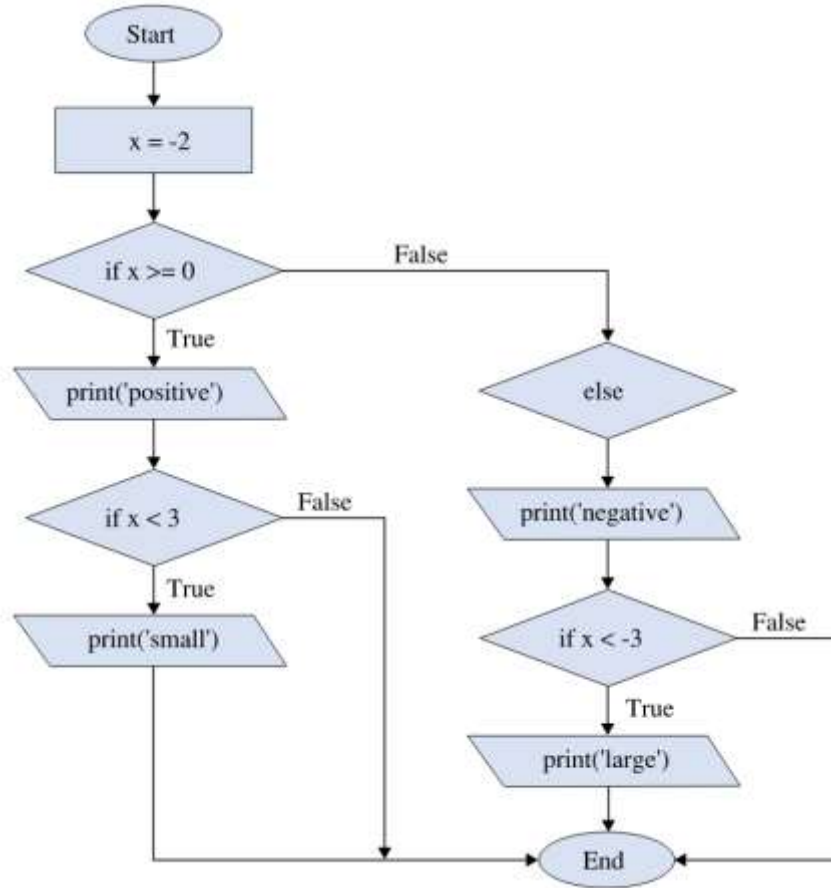 Start
x = -2
if x >= 0
False
True
print('positive')
else
if x < 3
False
print('negative')
True
print('small')
if x < -3
False
True
print('large')
End